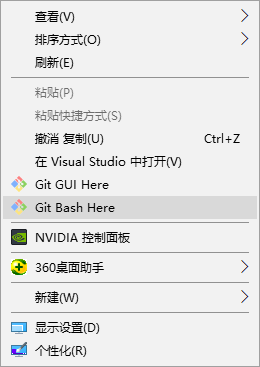 查看(V)
排序方式(O)
刷新(E)
粘贴(P)
粘贴快捷方式(S)
撤消 复制(U) Ctrl+Z
在 Visual Studio 中打开(V)
Git GUI Here
Git Bash Here
NVIDIA 控制面板
360桌面助手
新建(W)
显示设置(D)
个性化(R)